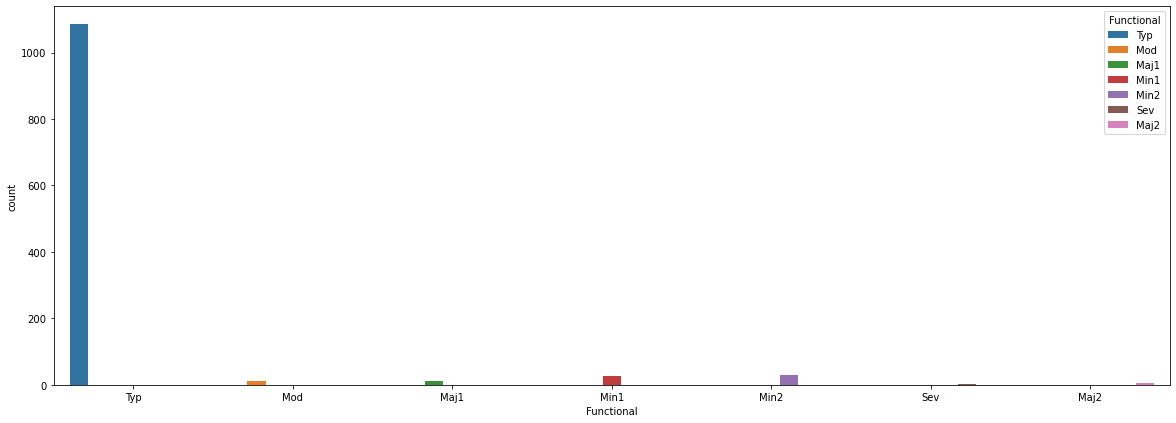 Functional
Typ
Mod
Maj1
Min1
Min2
Sev
Maj2
1000
800
600
400
200
0
count
Typ Mod Maj1 Min1 Min2 Sev Maj2
Functional